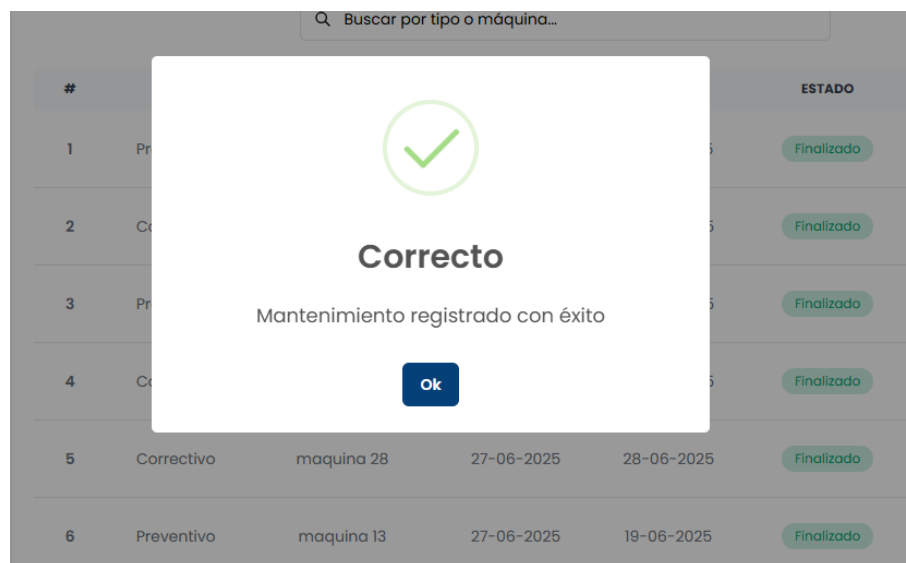 Buscar por tipo o máquina...
# ESTADO
1 Finalizado
2 Finalizado
3 Finalizado
4 Finalizado
Correcto
Mantenimiento registrado con éxito
Ok
5 Correctivo maquina 28 27-06-2025 28-06-2025 Finalizado
6 Preventivo maquina 13 27-06-2025 19-06-2025 Finalizado